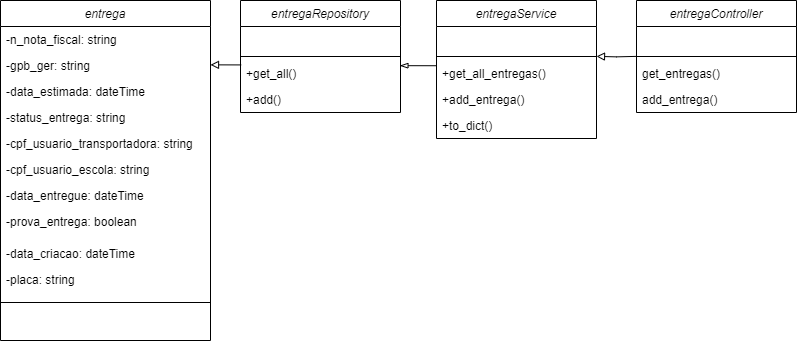 entrega
-n_nota_fiscal: string
-gpb_ger: string
-data_estimada: dateTime
-status_entrega: string
-cpf_usuario_transportadora: string
-cpf_usuario_escola: string
-data_entregue: dateTime
-prova_entrega: boolean
-data_criacao: dateTime
-placa: string
entregaRepository
+get_all()
+add()
entregaService
+get_all_entregas()
+add_entrega()
+to_dict()
entregaController
get_entregas()
add_entrega()